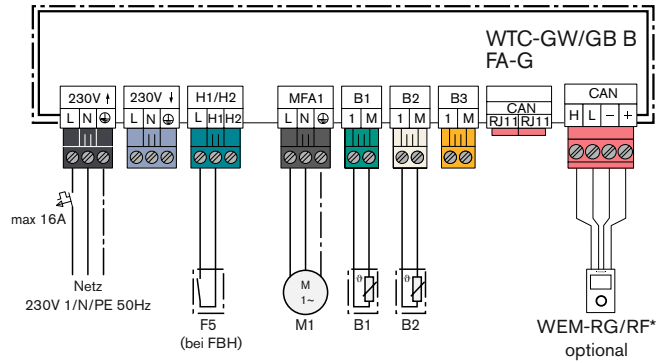 WTC-GW/GB B
FA-G
230V ↑ 230V ↓ H1/H2 MFA1 B1 B2 B3 CAN CAN
L N ⏚ L N ⏚ L H1 H2 L N ⏚ 1 M 1 M 1 M RJ11 RJ11 H L − +
max 16A
Netz
230V 1/N/PE 50Hz
F5
(bei FBH)
M
1~
M1
ϑ
B1
ϑ
B2
WEM-RG/RF*
optional